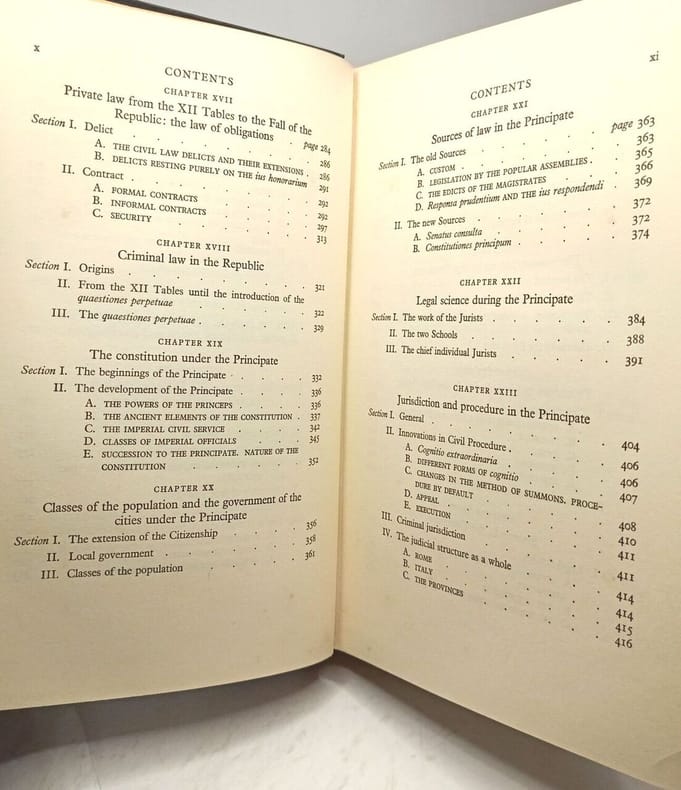 x
CONTENTS
CHAPTER XVII
Private law from the XII Tables to the Fall of the
Republic: the law of obligations . page 284
Section I. Delict . . . . . . . 286
A. THE CIVIL LAW DELICTS AND THEIR EXTENSIONS . 286
B. DELICTS RESTING PURELY ON THE ius honorarium 291
II. Contract . . . . . . . 292
A. FORMAL CONTRACTS . . . . . 292
B. INFORMAL CONTRACTS . . . . . 297
C. SECURITY . . . . . . 313
CHAPTER XVIII
Criminal law in the Republic
Section I. Origins . . . . . . . 321
II. From the XII Tables until the introduction of the
quaestiones perpetuae . . . . . 322
III. The quaestiones perpetuae . . . . . 329
CHAPTER XIX
The constitution under the Principate
Section I. The beginnings of the Principate . . . . 332
II. The development of the Principate . . . . 336
A. THE POWERS OF THE PRINCEPS . . . . 336
B. THE ANCIENT ELEMENTS OF THE CONSTITUTION . 337
C. THE IMPERIAL CIVIL SERVICE . . . . 342
D. CLASSES OF IMPERIAL OFFICIALS . . . 345
E. SUCCESSION TO THE PRINCIPATE. NATURE OF THE
CONSTITUTION . . . . . 352
CHAPTER XX
Classes of the population and the government of the
cities under the Principate
Section I. The extension of the Citizenship . . . . 356
II. Local government . . . . . . 358
III. Classes of the population . . . . . 361
xi
CONTENTS
CHAPTER XXI
Sources of law in the Principate
Section I. The old Sources . . . . . page 363
A. CUSTOM . . . . . . 363
B. LEGISLATION BY THE POPULAR ASSEMBLIES . 365
C. THE EDICTS OF THE MAGISTRATES . . 366
D. Responsa prudentium AND THE ius respondendi 369
II. The new Sources . . . . . 372
A. Senatus consulta . . . . . 372
B. Constitutiones principum . . . . 374
CHAPTER XXII
Legal science during the Principate
Section I. The work of the Jurists . . . . . 384
II. The two Schools . . . . . . 388
III. The chief individual Jurists . . . . . 391
CHAPTER XXIII
Jurisdiction and procedure in the Principate
Section I. General . . . . . . . 404
II. Innovations in Civil Procedure . . . . 406
A. Cognitio extraordinaria . . . . 406
B. DIFFERENT FORMS OF cognitio . . . 407
C. CHANGES IN THE METHOD OF SUMMONS. PROCE-
DURE BY DEFAULT . . . . 408
D. APPEAL . . . . . . 410
E. EXECUTION . . . . . . 411
III. Criminal jurisdiction . . . . . 411
IV. The judicial structure as a whole . . . 414
A. ROME . . . . . . 414
B. ITALY . . . . . . 415
C. THE PROVINCES . . . . . 416